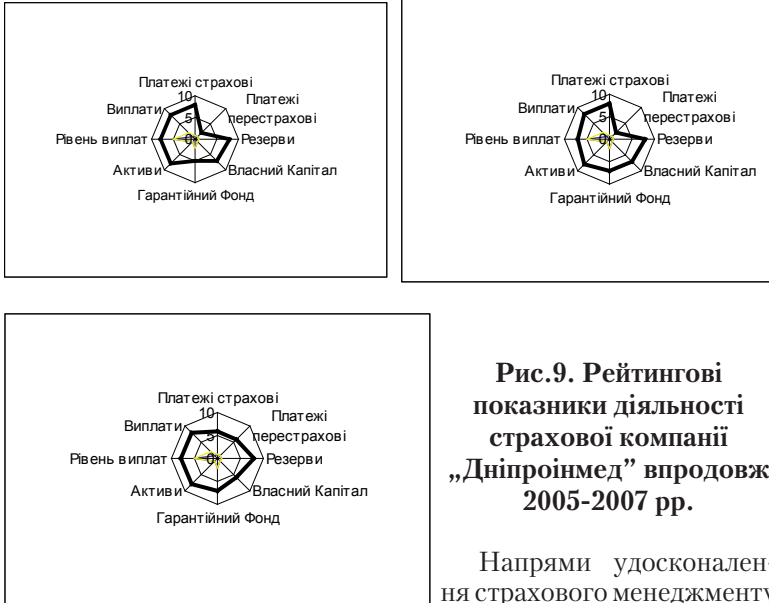 Платежі страхові
10
Платежі
Виплати
5
перестрахові
Рівень виплат
0
Резерви
Активи
Власний Капітал
Гарантійний Фонд
Платежі страхові
10
Платежі
Виплати
5
перестрахові
Рівень виплат
0
Резерви
Активи
Власний Капітал
Гарантійний Фонд
Платежі страхові
10
Платежі
Виплати
5
перестрахові
Рівень виплат
0
Резерви
Активи
Власний Капітал
Гарантійний Фонд
Рис.9. Рейтингові
показники діяльності
страхової компанії
„Дніпроінмед” впродовж
2005-2007 рр.
Напрями удосконален-
ня страхового менеджменту